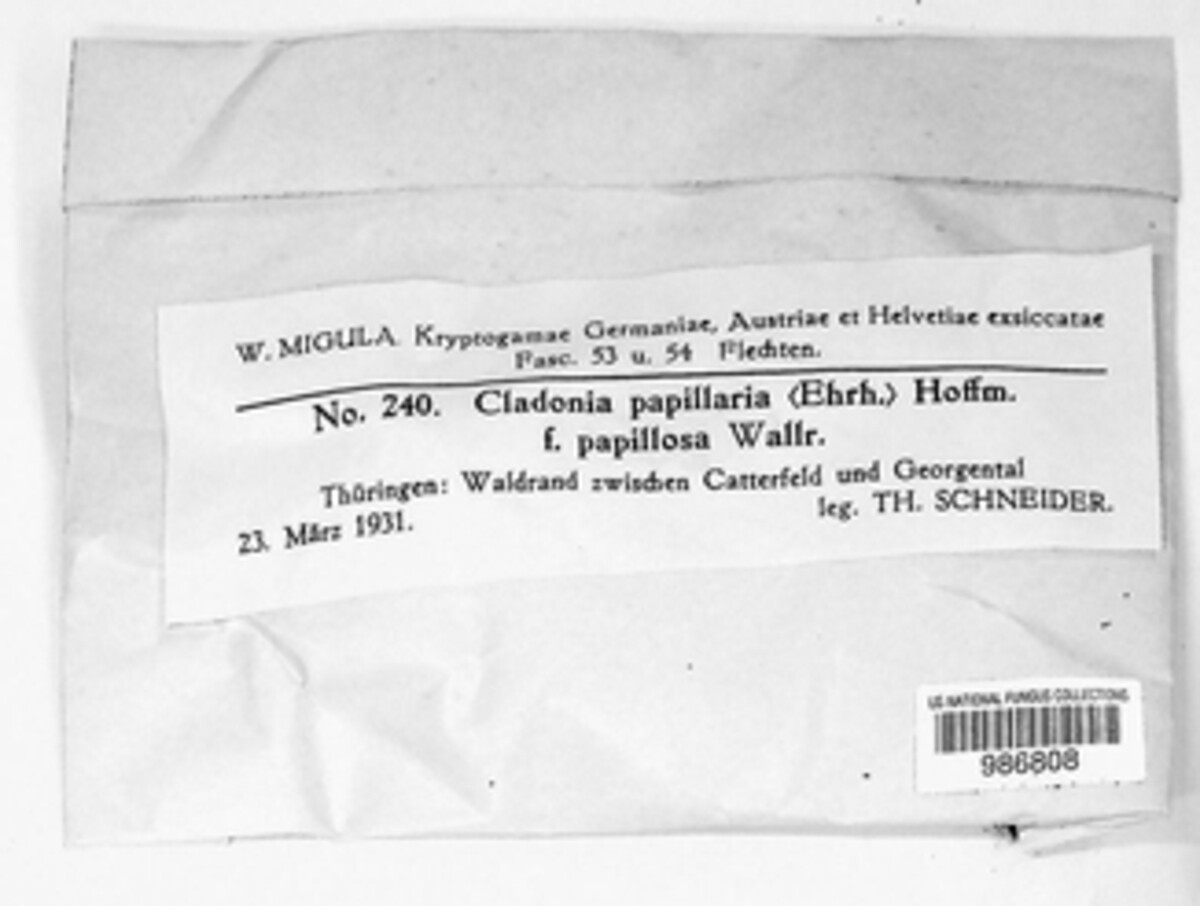 W. MIGULA. Kryptogamae Germaniae, Austriae et Helvetiae exsiccatae
Fasc. 53 u. 54 Flechten.
No. 240. Cladonia papillaria (Ehrh.) Hoffm.
f. papillosa Wallr.
Thüringen: Waldrand zwischen Catterfeld und Georgental
23. März 1931.
leg. TH. SCHNEIDER.
US NATIONAL FUNGUS COLLECTIONS
986808